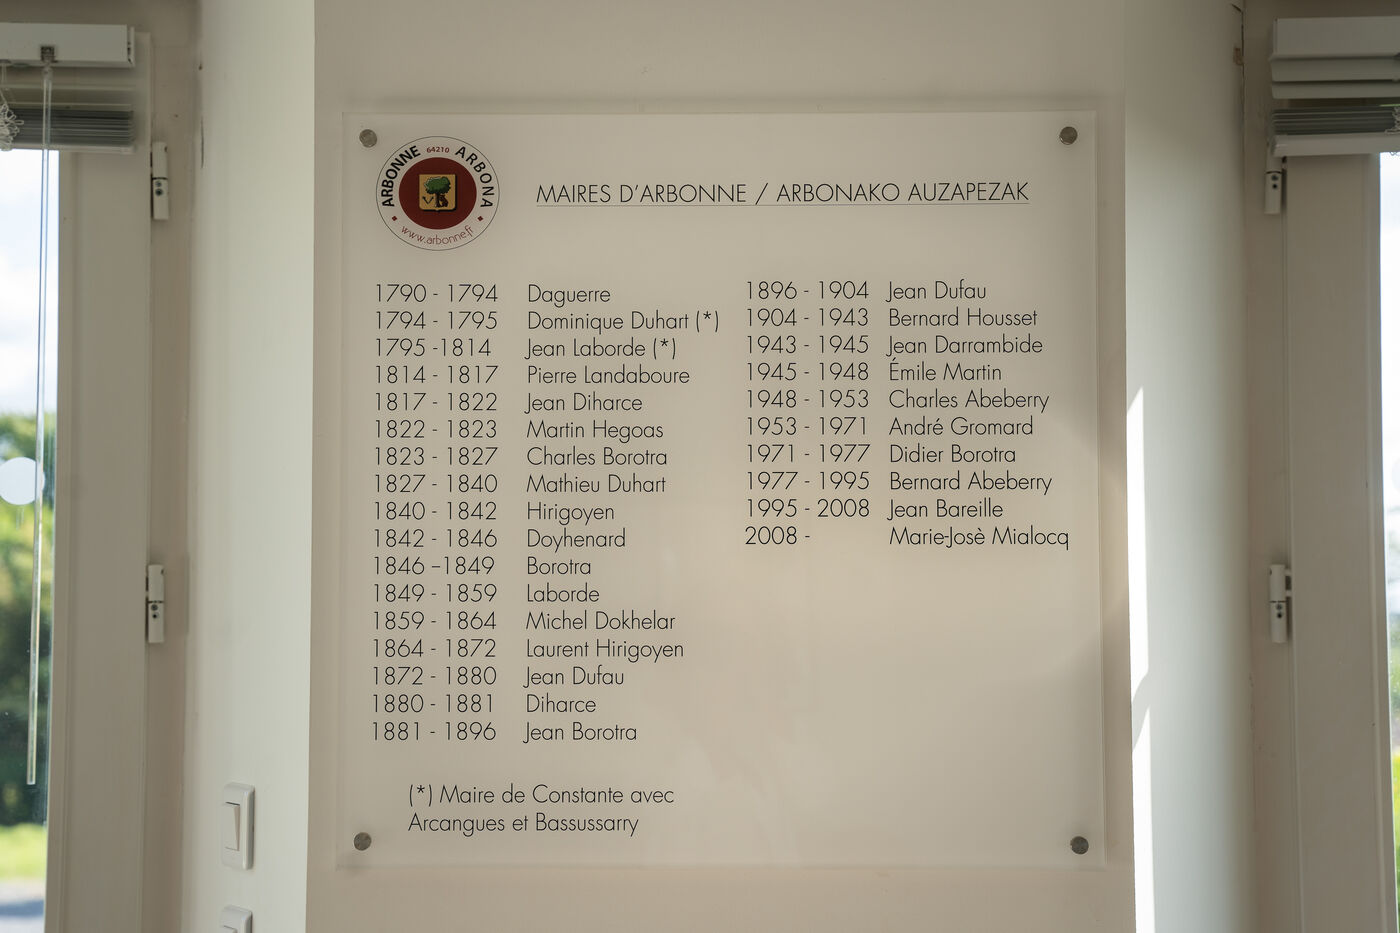 ARBONNE 64210 ARBONA
www.arbonne.fr
MAIRES D'ARBONNE / ARBONAKO AUZAPEZAK
1790 - 1794 Daguerre
1794 - 1795 Dominique Duhart (*)
1795 -1814 Jean Laborde (*)
1814 - 1817 Pierre Landaboure
1817 - 1822 Jean Diharce
1822 - 1823 Martin Hegoas
1823 - 1827 Charles Borotra
1827 - 1840 Mathieu Duhart
1840 - 1842 Hirigoyen
1842 - 1846 Doyhenard
1846 –1849 Borotra
1849 - 1859 Laborde
1859 - 1864 Michel Dokhelar
1864 - 1872 Laurent Hirigoyen
1872 - 1880 Jean Dufau
1880 - 1881 Diharce
1881 - 1896 Jean Borotra
(*) Maire de Constante avec
Arcangues et Bassussarry
1896 - 1904 Jean Dufau
1904 - 1943 Bernard Housset
1943 - 1945 Jean Darrambide
1945 - 1948 Émile Martin
1948 - 1953 Charles Abeberry
1953 - 1971 André Gromard
1971 - 1977 Didier Borotra
1977 - 1995 Bernard Abeberry
1995 - 2008 Jean Bareille
2008 - Marie-Josè Mialocq